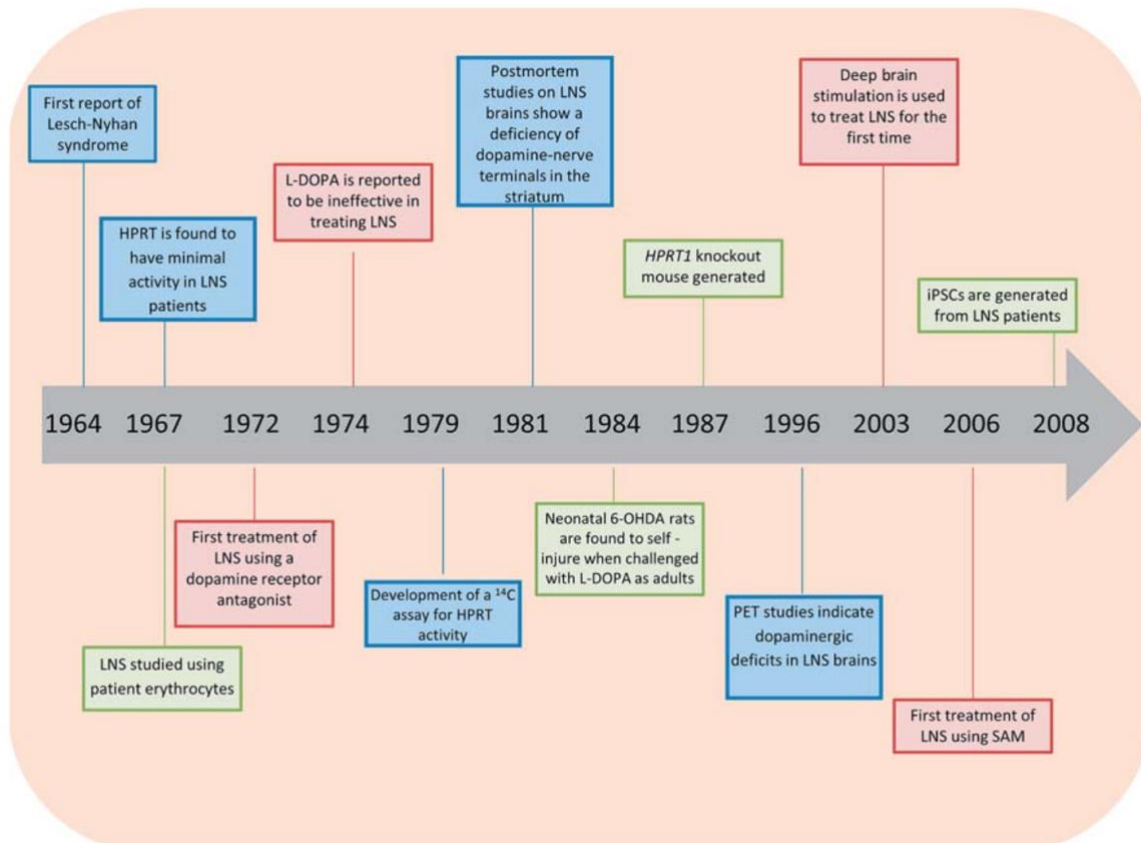 First report of
Lesch-Nyhan
syndrome
HPRT is found to
have minimal
activity in LNS
patients
L-DOPA is reported
to be ineffective in
treating LNS
Postmortem
studies on LNS
brains show a
deficiency of
dopamine-nerve
terminals in the
striatum
HPRT1 knockout
mouse generated
Deep brain
stimulation is used
to treat LNS for the
first time
iPSCs are generated
from LNS patients
1964 1967 1972 1974 1979 1981 1984 1987 1996 2003 2006 2008
LNS studied using
patient erythrocytes
First treatment of
LNS using a
dopamine receptor
antagonist
Development of a ¹⁴C
assay for HPRT
activity
Neonatal 6-OHDA rats
are found to self -
injure when challenged
with L-DOPA as adults
PET studies indicate
dopaminergic
deficits in LNS brains
First treatment of
LNS using SAM